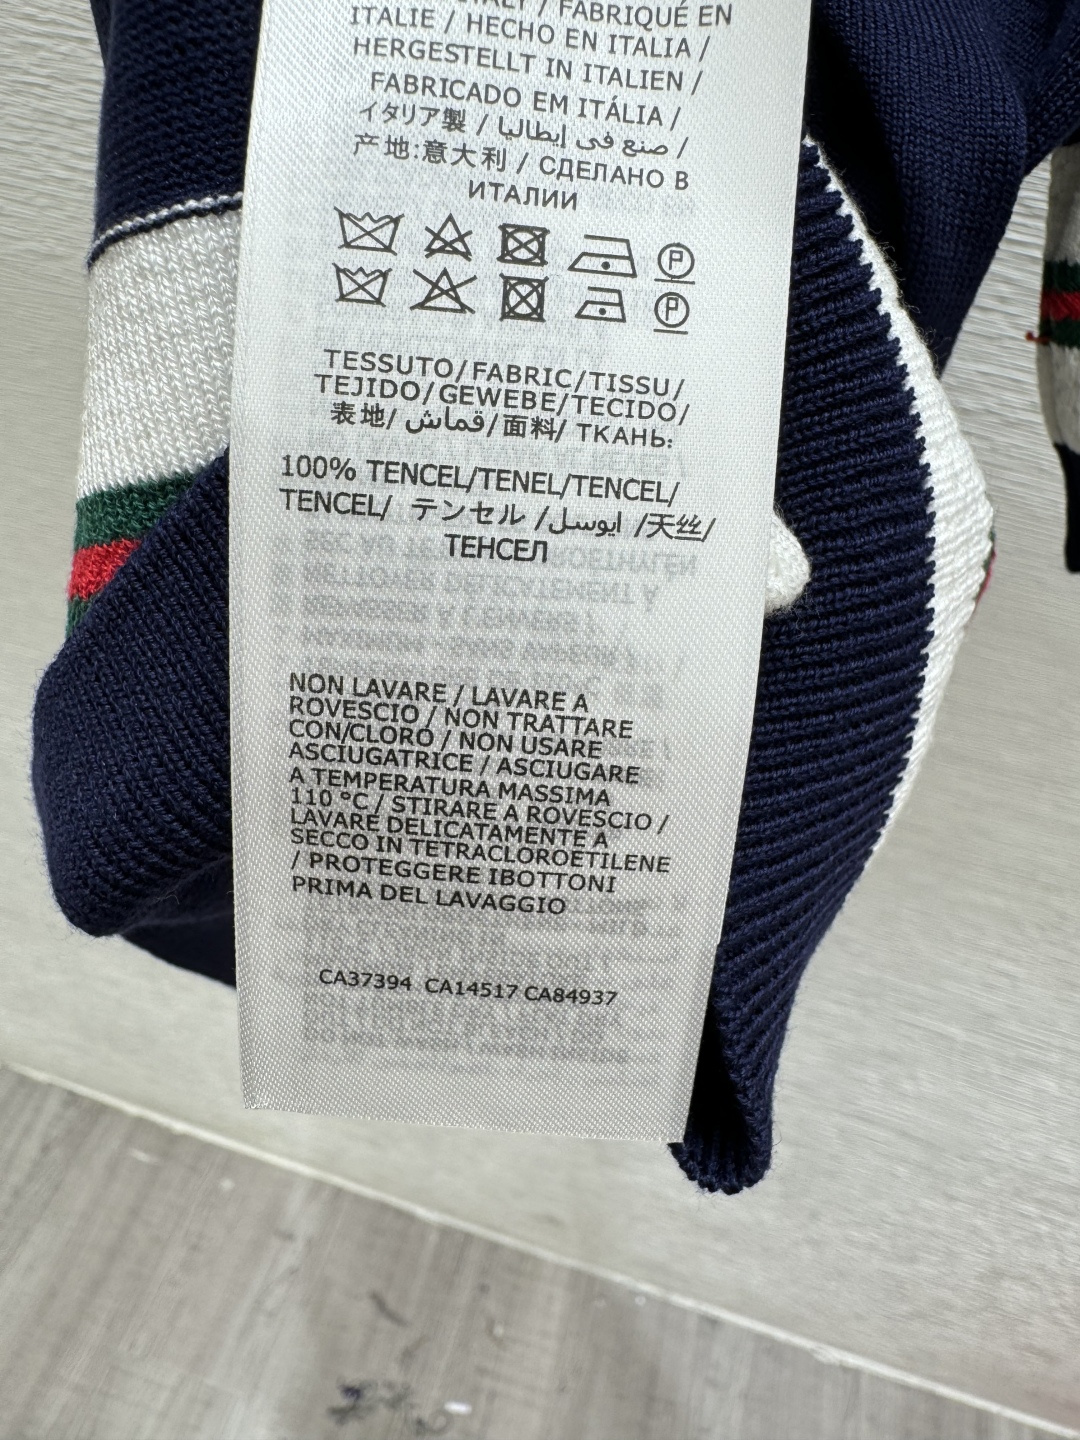 ITALY / FABRIQUÉ EN
ITALIE / HECHO EN ITALIA /
HERGESTELLT IN ITALIEN /
FABRICADO EM ITÁLIA /
イタリア製 / صنع في إيطاليا /
产地:意大利 / СДЕЛАНО В
ИТАЛИИ
P
P
TESSUTO/FABRIC/TISSU/
TEJIDO/GEWEBE/TECIDO/
表地/ قماش/面料/ ТКАНЬ:
100% TENCEL/TENEL/TENCEL/
TENCEL/ テンセル /ايوسل /天丝/
ТЕНСЕЛ
NON LAVARE / LAVARE A
ROVESCIO / NON TRATTARE
CON/CLORO / NON USARE
ASCIUGATRICE / ASCIUGARE
A TEMPERATURA MASSIMA
110 °C / STIRARE A ROVESCIO /
LAVARE DELICATAMENTE A
SECCO IN TETRACLOROETILENE
/ PROTEGGERE IBOTTONI
PRIMA DEL LAVAGGIO
CA37394 CA14517 CA84937